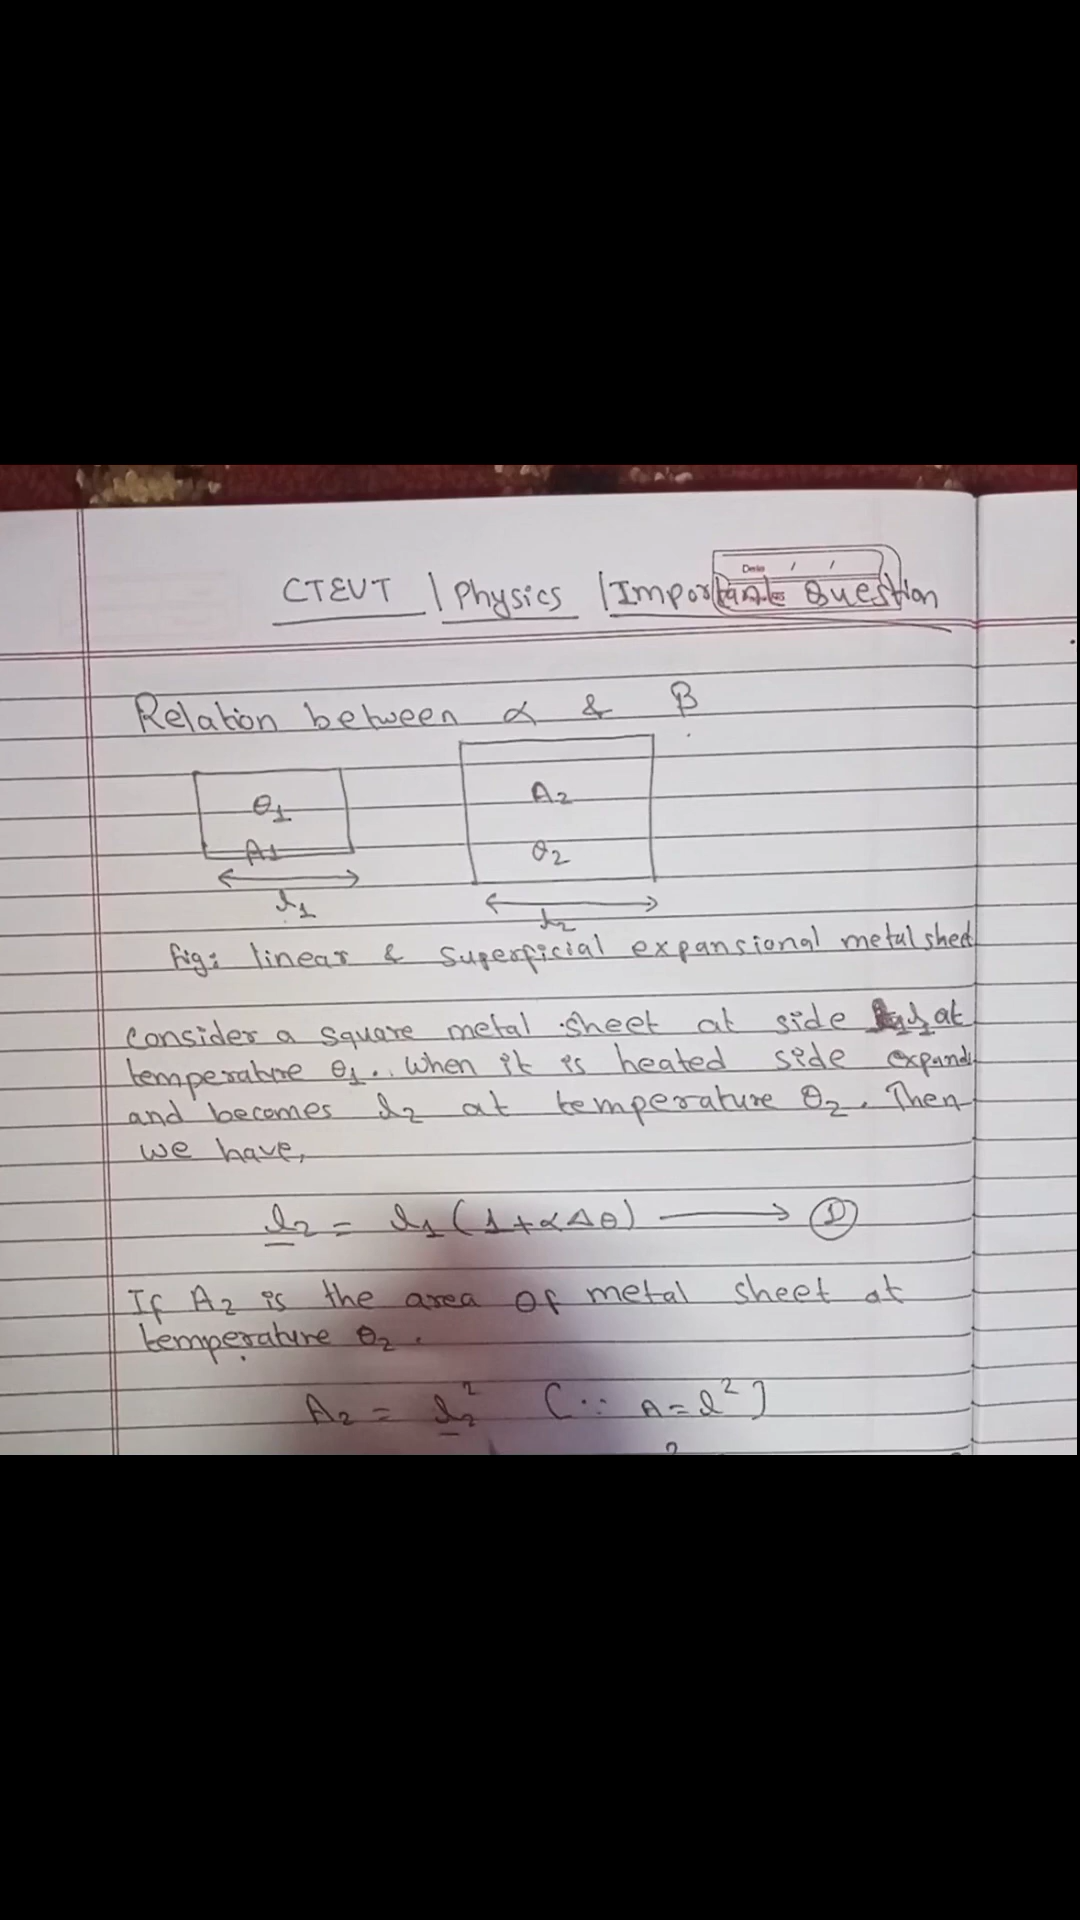 CTEVT | Physics | Important Question
Date / /
Relation between α & β
θ1
A1
l1
A2
θ2
l2
fig: linear & superficial expansional metal sheet
Consider a square metal sheet at side l1 at
temperature θ1. When it is heated side expand
and becomes l2 at temperature θ2. Then
we have,
l2 = l1 (1+αΔθ) ⟶ ①
If A2 is the area of metal sheet at
temperature θ2.
A2 = l2² [∵ A=l²]